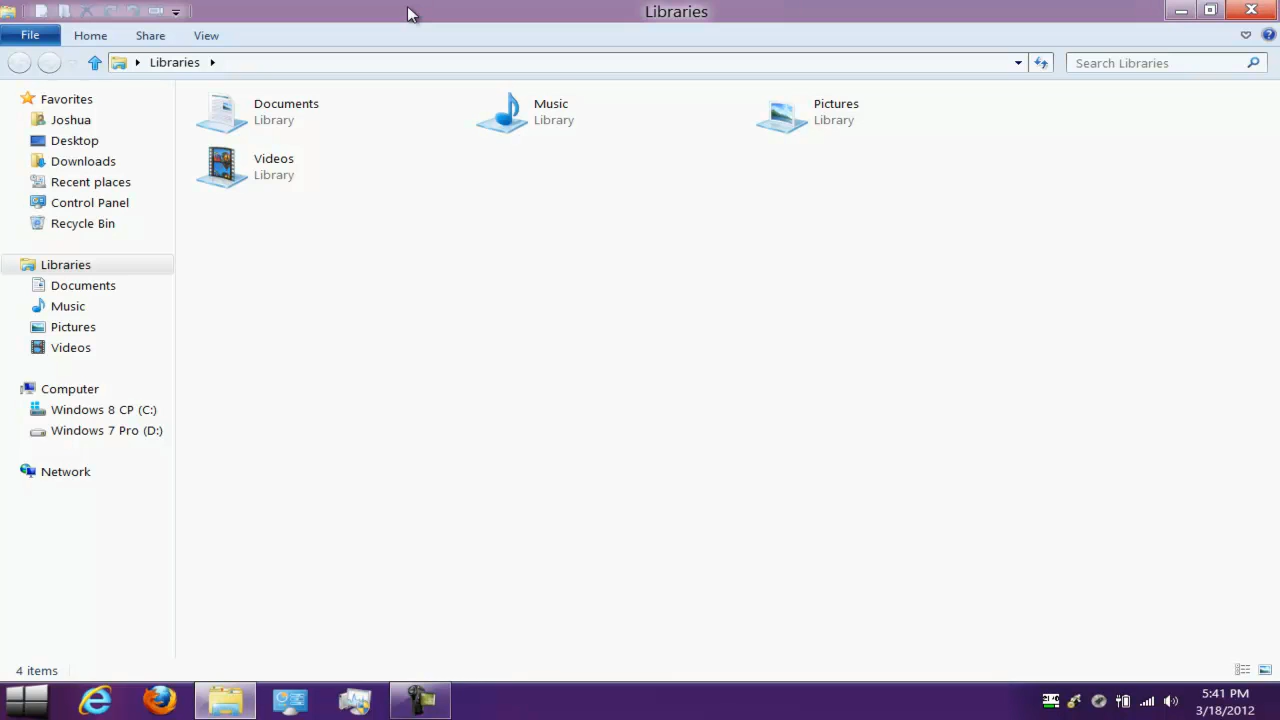 Libraries
File Home Share View
Libraries
Search Libraries
Favorites
Joshua
Desktop
Downloads
Recent places
Control Panel
Recycle Bin
Libraries
Documents
Music
Pictures
Videos
Computer
Windows 8 CP (C:)
Windows 7 Pro (D:)
Network
Documents
Library
Music
Library
Pictures
Library
Videos
Library
4 items
5:41 PM
3/18/2012